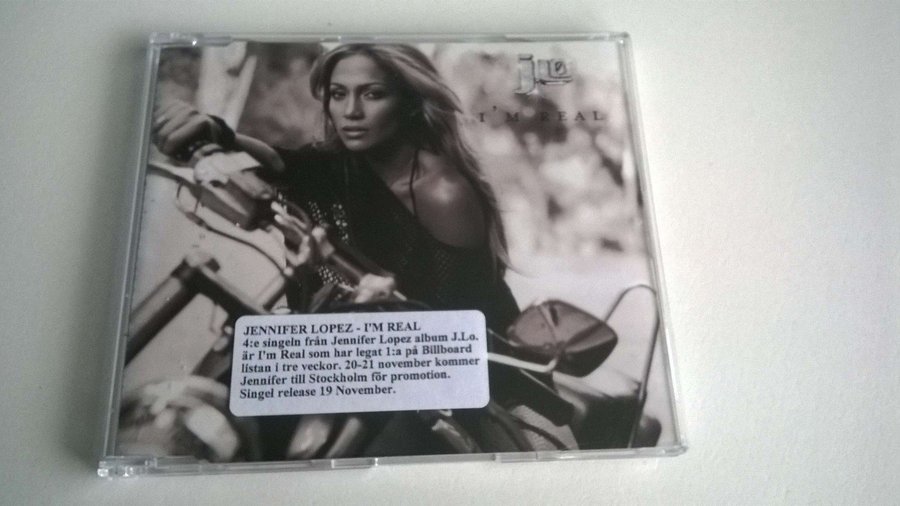 jLo
I'M REAL
JENNIFER LOPEZ - I'M REAL
4:e singeln från Jennifer Lopez album J.Lo.
är I'm Real som har legat 1:a på Billboard
listan i tre veckor. 20-21 november kommer
Jennifer till Stockholm för promotion.
Singel release 19 November.